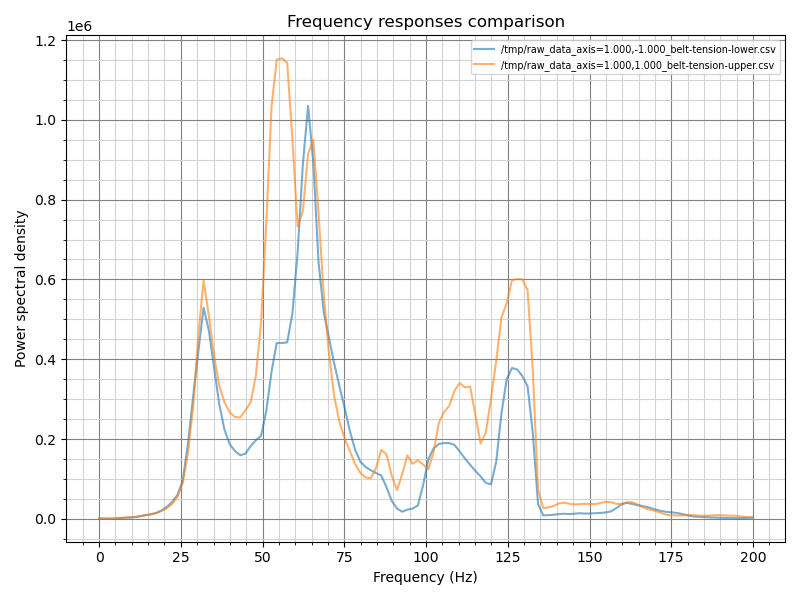 Frequency responses comparison
1e6
/tmp/raw_data_axis=1.000,-1.000_belt-tension-lower.csv
/tmp/raw_data_axis=1.000,1.000_belt-tension-upper.csv
1.2
1.0
0.8
0.6
0.4
0.2
0.0
Power spectral density
0 25 50 75 100 125 150 175 200
Frequency (Hz)